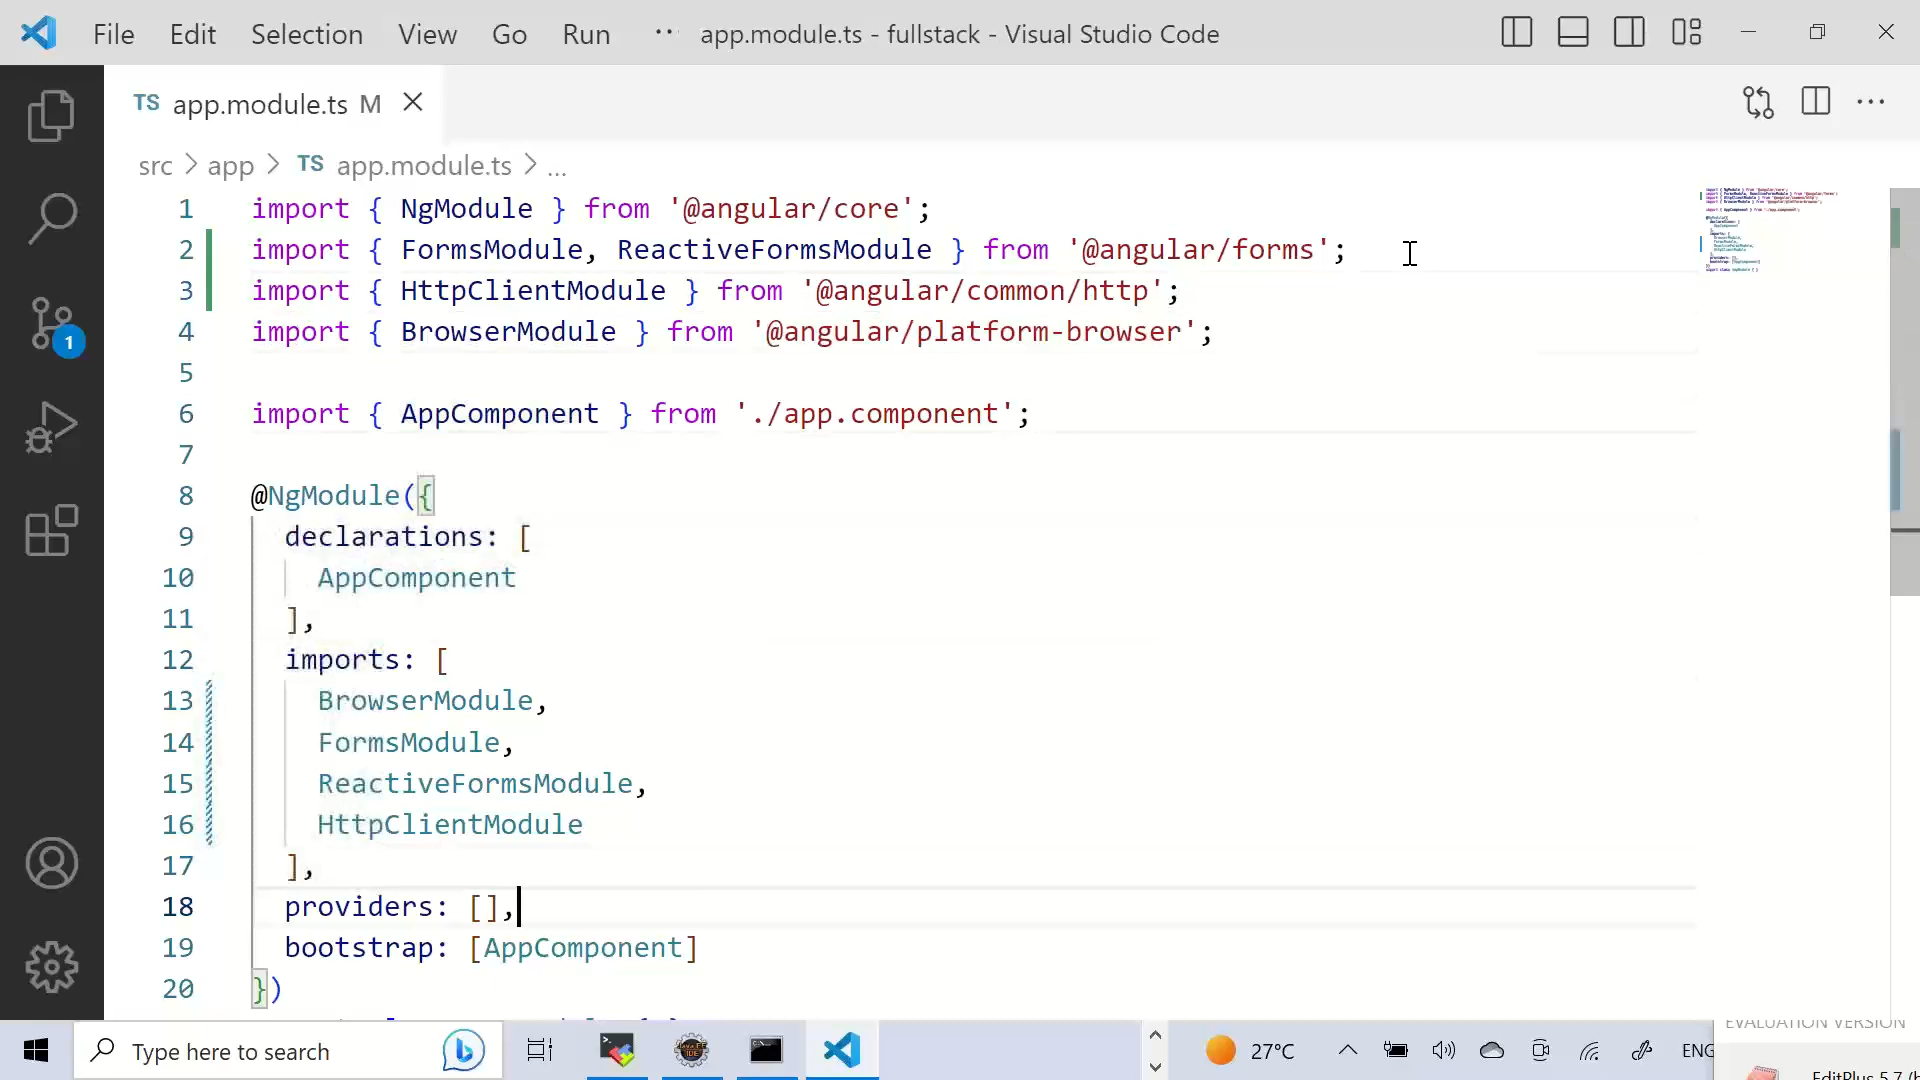 File Edit Selection View Go Run ... app.module.ts - fullstack - Visual Studio Code
TS app.module.ts M
src > app > TS app.module.ts > ...
1 import { NgModule } from '@angular/core';
2 import { FormsModule, ReactiveFormsModule } from '@angular/forms';
3 import { HttpClientModule } from '@angular/common/http';
4 import { BrowserModule } from '@angular/platform-browser';
5
6 import { AppComponent } from './app.component';
7
8 @NgModule({
9 declarations: [
10 AppComponent
11 ],
12 imports: [
13 BrowserModule,
14 FormsModule,
15 ReactiveFormsModule,
16 HttpClientModule
17 ],
18 providers: [],
19 bootstrap: [AppComponent]
20 })
1
EVALUATION VERSION
Type here to search
27°C
ENG
EditPlus 5.7